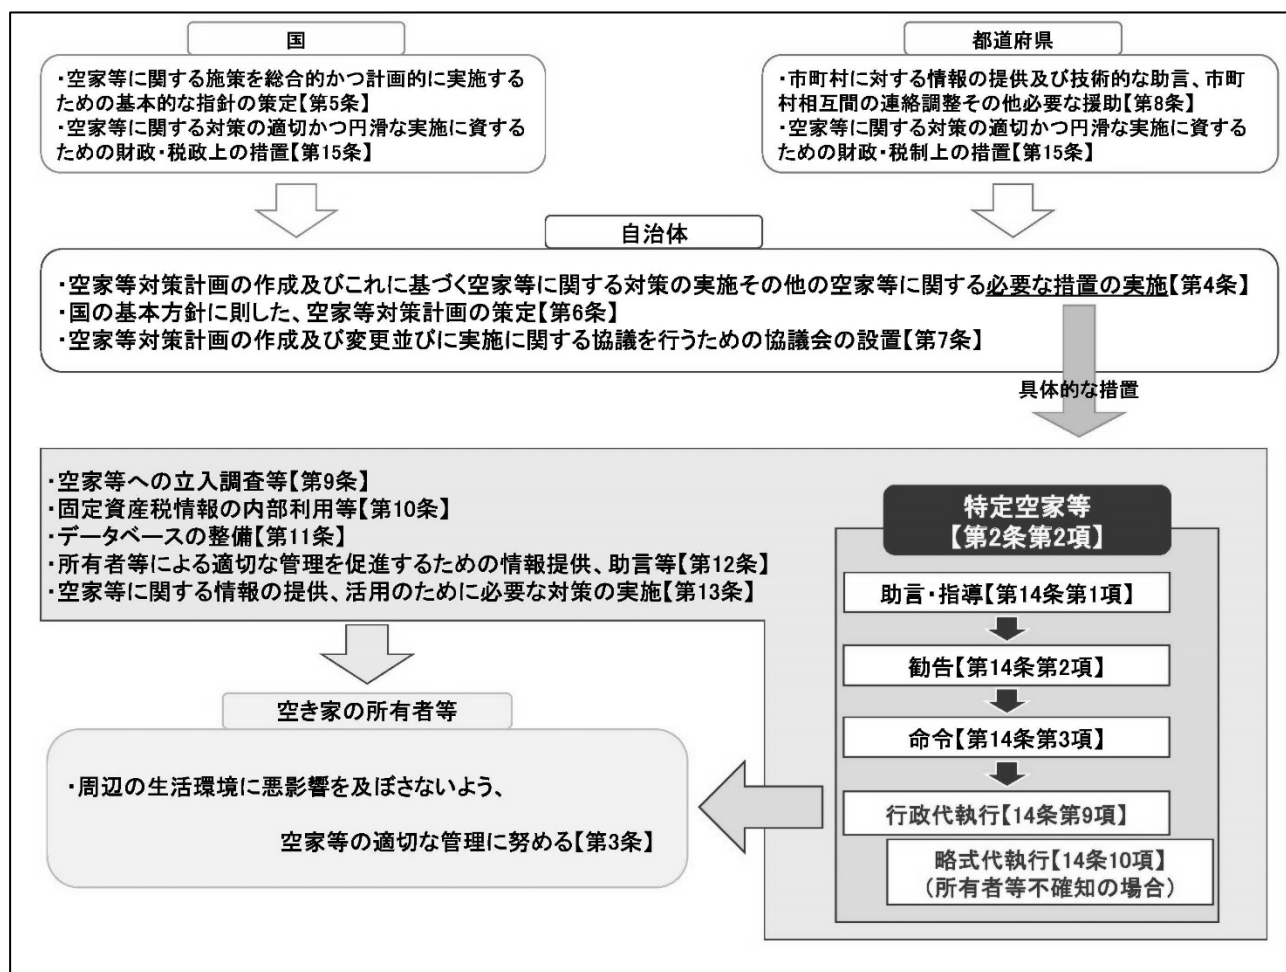 国
・空家等に関する施策を総合的かつ計画的に実施する
ための基本的な指針の策定【第5条】
・空家等に関する対策の適切かつ円滑な実施に資する
ための財政・税政上の措置【第15条】
都道府県
・市町村に対する情報の提供及び技術的な助言、市町
村相互間の連絡調整その他必要な援助【第8条】
・空家等に関する対策の適切かつ円滑な実施に資する
ための財政・税制上の措置【第15条】
自治体
・空家等対策計画の作成及びこれに基づく空家等に関する対策の実施その他の空家等に関する必要な措置の実施【第4条】
・国の基本方針に則した、空家等対策計画の策定【第6条】
・空家等対策計画の作成及び変更並びに実施に関する協議を行うための協議会の設置【第7条】
具体的な措置
・空家等への立入調査等【第9条】
・固定資産税情報の内部利用等【第10条】
・データベースの整備【第11条】
・所有者等による適切な管理を促進するための情報提供、助言等【第12条】
・空家等に関する情報の提供、活用のために必要な対策の実施【第13条】
特定空家等
【第2条第2項】
助言・指導【第14条第1項】
勧告【第14条第2項】
命令【第14条第3項】
行政代執行【14条第9項】
略式代執行【14条10項】
(所有者等不確知の場合)
空き家の所有者等
・周辺の生活環境に悪影響を及ぼさないよう、
空家等の適切な管理に努める【第3条】